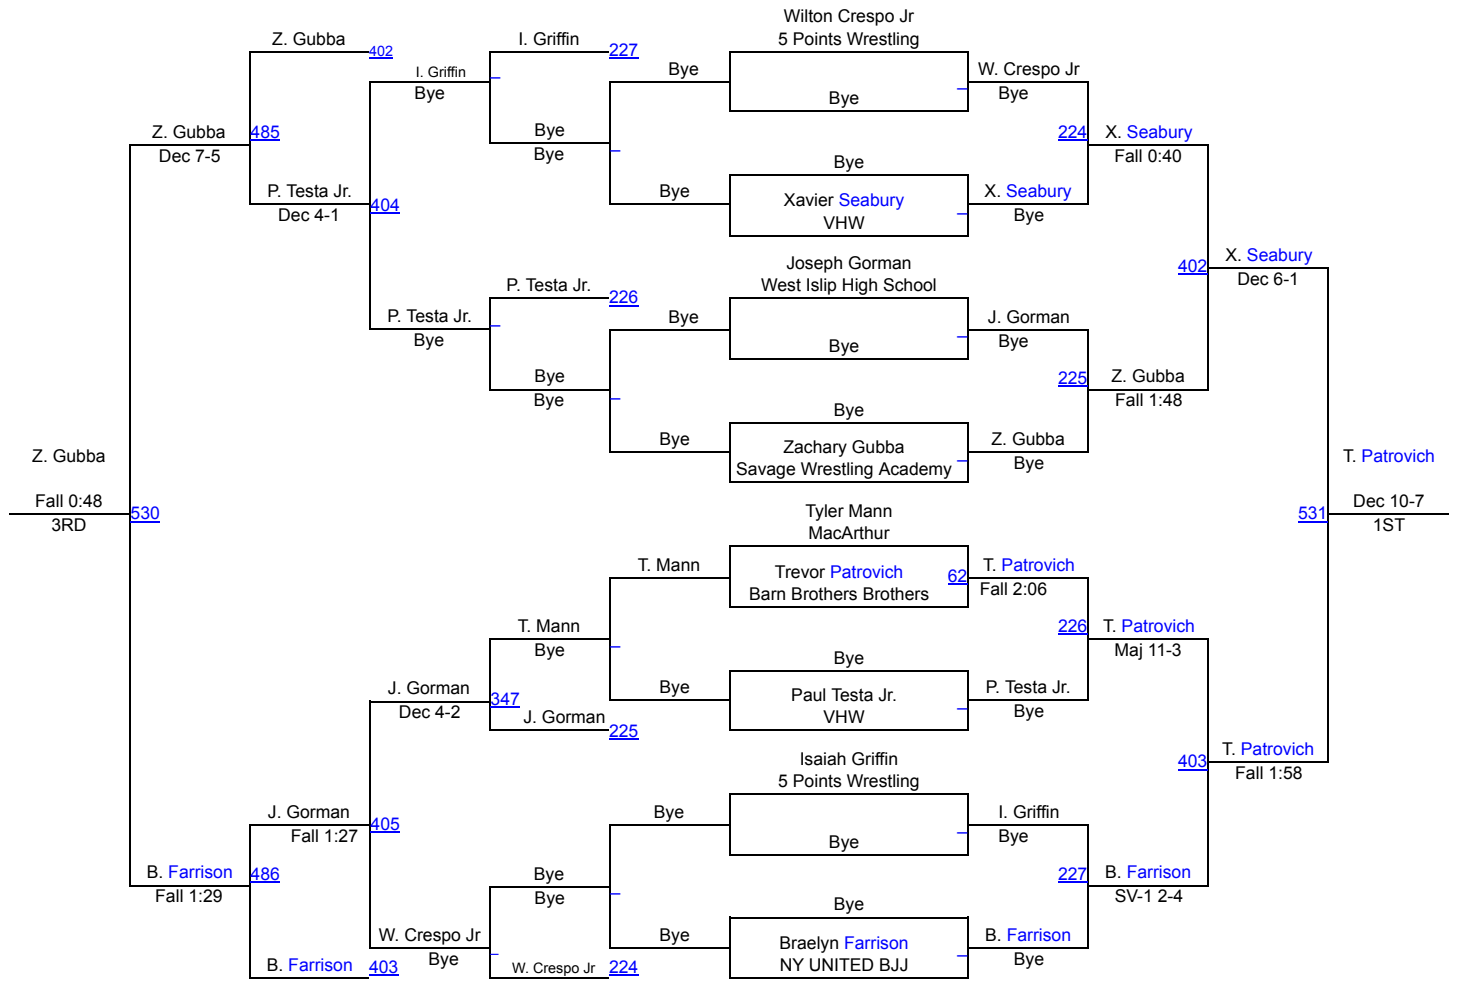 Wilton Crespo Jr
5 Points Wrestling
Z. Gubba
402
I. Griffin
227
I. Griffin
Bye
Bye
W. Crespo Jr
Bye
Bye
Z. Gubba
Dec 7-5
485
Bye
Bye
224
X. Seabury
Fall 0:40
Bye
P. Testa Jr.
Dec 4-1
404
Bye
Xavier Seabury
VHW
X. Seabury
Bye
Joseph Gorman
West Islip High School
402
X. Seabury
Dec 6-1
P. Testa Jr.
226
P. Testa Jr.
Bye
Bye
Bye
J. Gorman
Bye
Bye
Bye
225
Z. Gubba
Fall 1:48
Bye
Bye
Zachary Gubba
Savage Wrestling Academy
Z. Gubba
Bye
Z. Gubba
Fall 0:48
3RD
530
T. Patrovich
531
Dec 10-7
1ST
Tyler Mann
MacArthur
T. Mann
Trevor Patrovich
Barn Brothers Brothers
62
T. Patrovich
Fall 2:06
T. Mann
Bye
226
T. Patrovich
Maj 11-3
Bye
J. Gorman
Dec 4-2
347
J. Gorman
225
Bye
Paul Testa Jr.
VHW
P. Testa Jr.
Bye
Isaiah Griffin
5 Points Wrestling
403
T. Patrovich
Fall 1:58
J. Gorman
Fall 1:27
405
Bye
Bye
I. Griffin
Bye
B. Farrison
Fall 1:29
486
Bye
Bye
227
B. Farrison
SV-1 2-4
Bye
W. Crespo Jr
Bye
Bye
Braelyn Farrison
NY UNITED BJJ
B. Farrison
Bye
B. Farrison
403
W. Crespo Jr
224